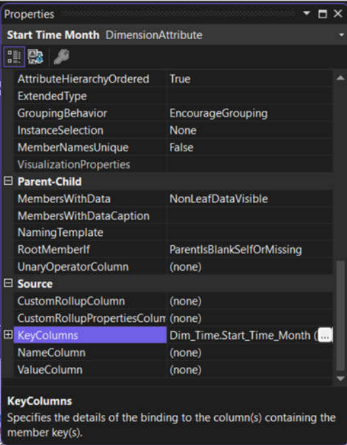 Properties
Start Time Month DimensionAttribute
AttributeHierarchyOrdered True
ExtendedType
GroupingBehavior EncourageGrouping
InstanceSelection None
MemberNamesUnique False
VisualizationProperties
Parent-Child
MembersWithData NonLeafDataVisible
MembersWithDataCaption
NamingTemplate
RootMemberIf ParentIsBlankSelfOrMissing
UnaryOperatorColumn (none)
Source
CustomRollupColumn (none)
CustomRollupPropertiesColum (none)
KeyColumns Dim_Time.Start_Time_Month ( ...
NameColumn (none)
ValueColumn (none)
KeyColumns
Specifies the details of the binding to the column(s) containing the
member key(s).